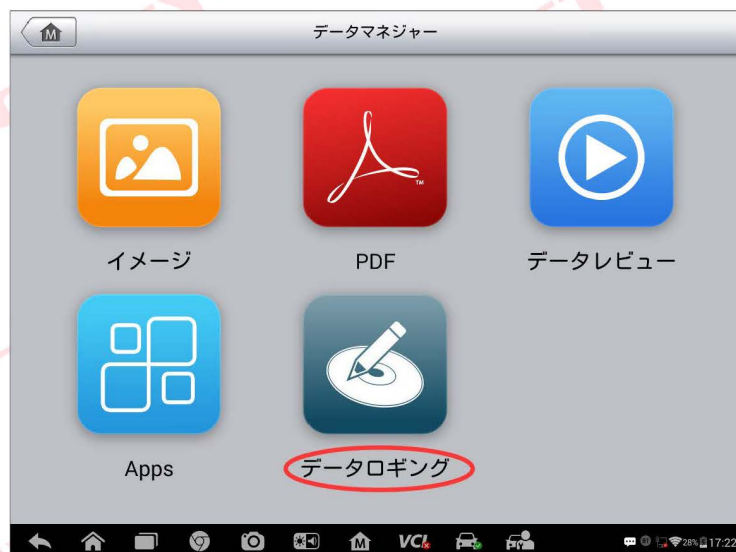 M
データマネジャー
TM
イメージ
PDF
データレビュー
Apps
データロギング
M
VCI
28%
17:22